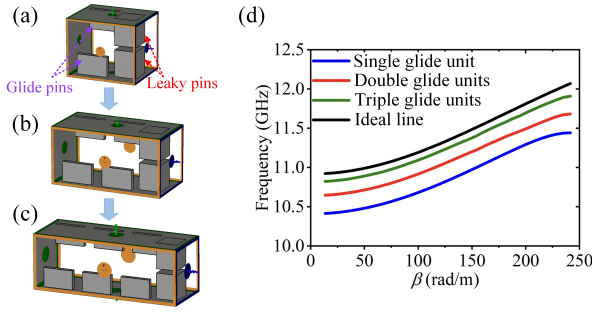 (a)
Glide pins
Leaky pins
(b)
(c)
(d)
Frequency (GHz)
12.5
12.0
11.5
11.0
10.5
10.0
Single glide unit
Double glide units
Triple glide units
Ideal line
0
50
100
150
200
250
β (rad/m)